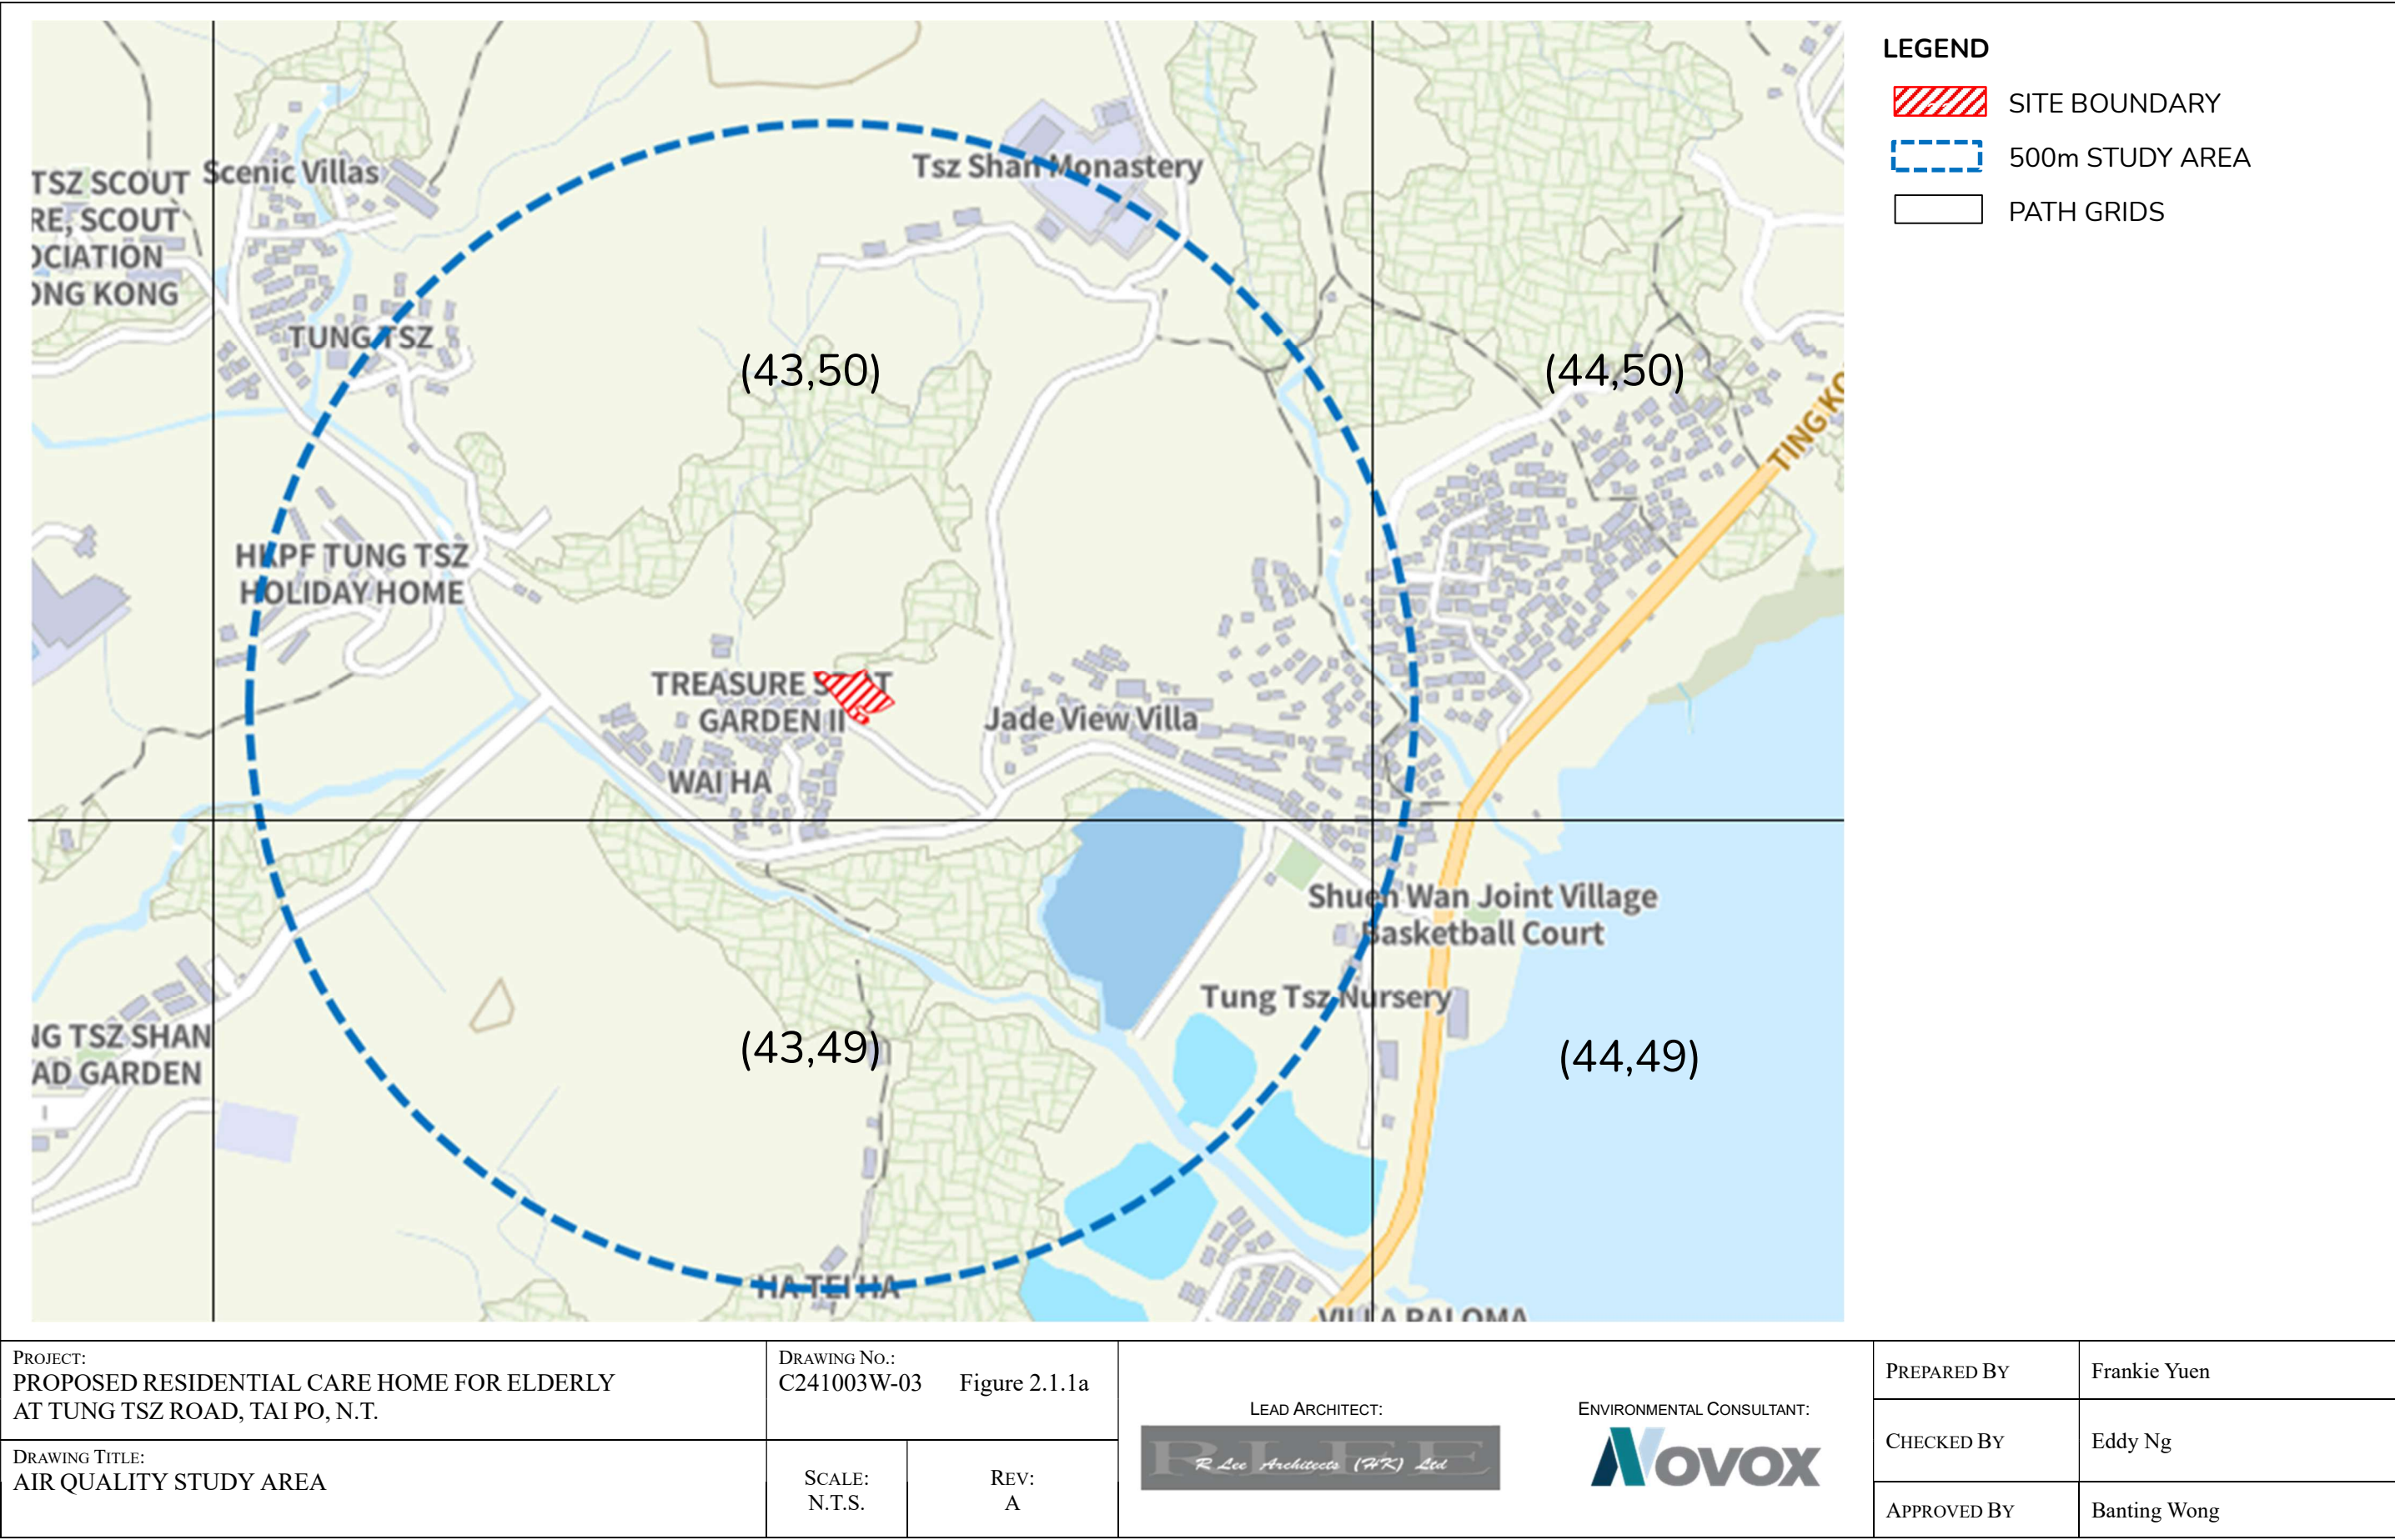 LEGEND
SITE BOUNDARY
500m STUDY AREA
PATH GRIDS
Tsz Shan Monastery
Scenic Villas
TSZ SCOUT
RE, SCOUT
OCIATION
ONG KONG
TUNG TSZ
(43,50)
(44,50)
TING KO
HKPF TUNG TSZ
HOLIDAY HOME
TREASURE SPOT
GARDEN II
Jade View Villa
WAI HA
Shuen Wan Joint Village
Basketball Court
Tung Tsz Nursery
NG TSZ SHAN
AD GARDEN
(43,49)
(44,49)
HA TEI HA
VILLA PALOMA
PROJECT:
PROPOSED RESIDENTIAL CARE HOME FOR ELDERLY
AT TUNG TSZ ROAD, TAI PO, N.T.
DRAWING TITLE:
AIR QUALITY STUDY AREA
DRAWING NO.:
C241003W-03 Figure 2.1.1a
SCALE:
N.T.S.
REV:
A
LEAD ARCHITECT:
RLEE
R Lee Architects (HK) Ltd
ENVIRONMENTAL CONSULTANT:
NOVOX
PREPARED BY Frankie Yuen
CHECKED BY Eddy Ng
APPROVED BY Banting Wong